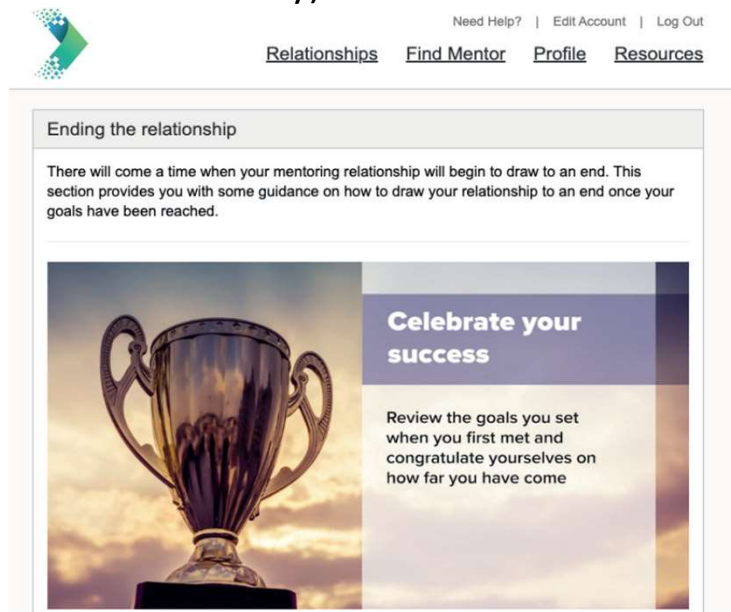 Need Help? | Edit Account | Log Out
Relationships Find Mentor Profile Resources
Ending the relationship
There will come a time when your mentoring relationship will begin to draw to an end. This
section provides you with some guidance on how to draw your relationship to an end once your
goals have been reached.
Celebrate your
success
Review the goals you set
when you first met and
congratulate yourselves on
how far you have come